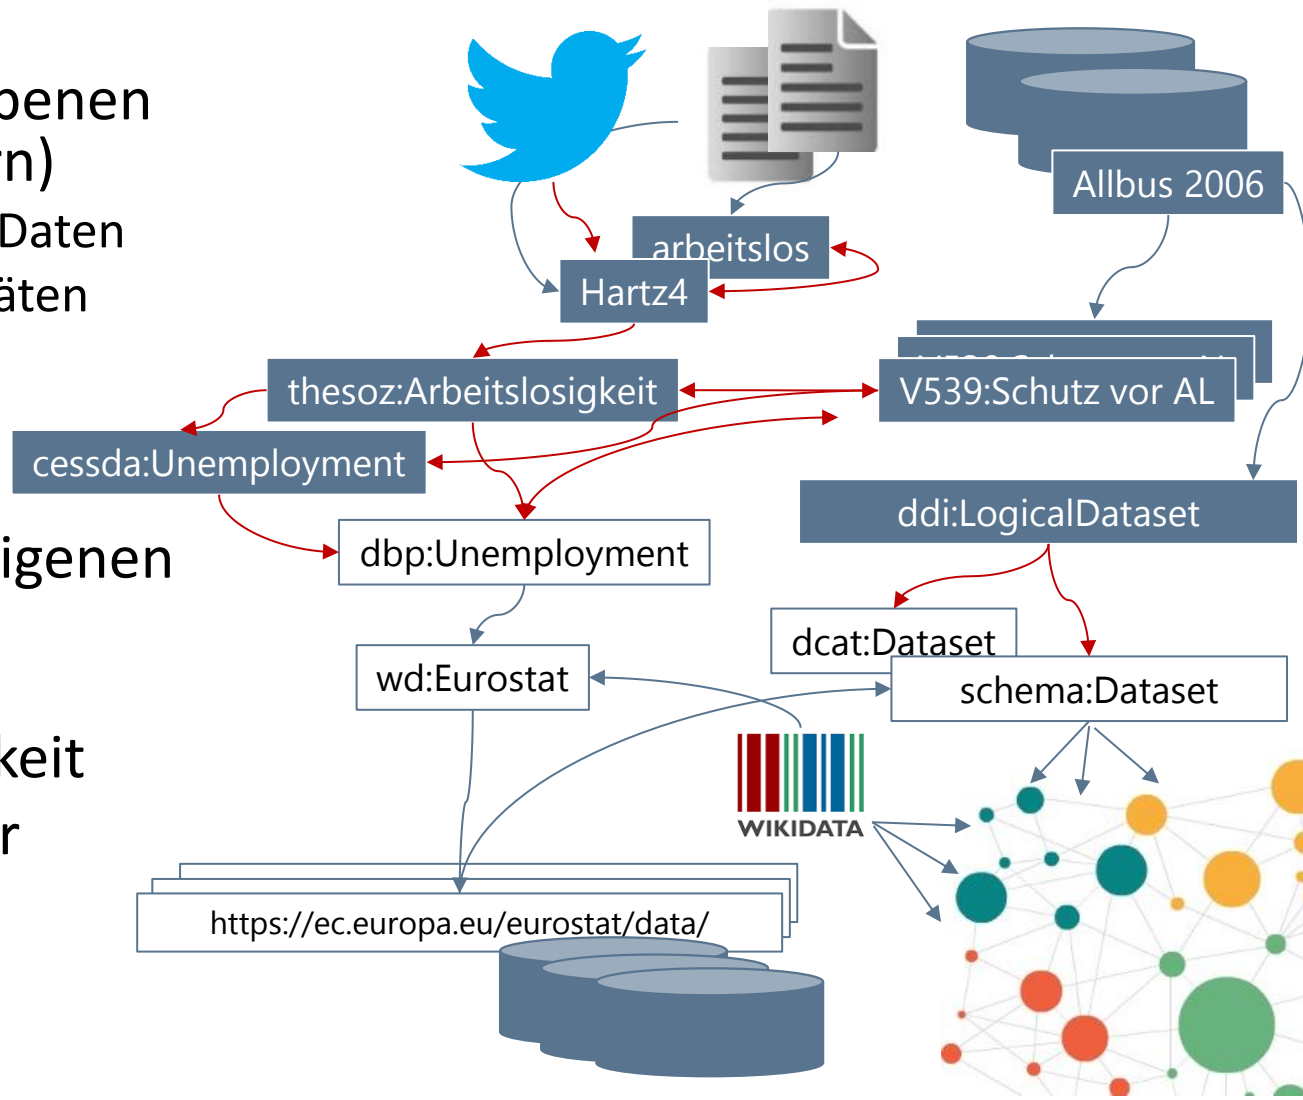 benen
rn)
Daten
äten
igenen
keit
r
Allbus 2006
arbeitslos
Hartz4
thesoz:Arbeitslosigkeit
V539:Schutz vor AL
cessda:Unemployment
ddi:LogicalDataset
dbp:Unemployment
dcat:Dataset
wd:Eurostat
schema:Dataset
WIKIDATA
https://ec.europa.eu/eurostat/data/